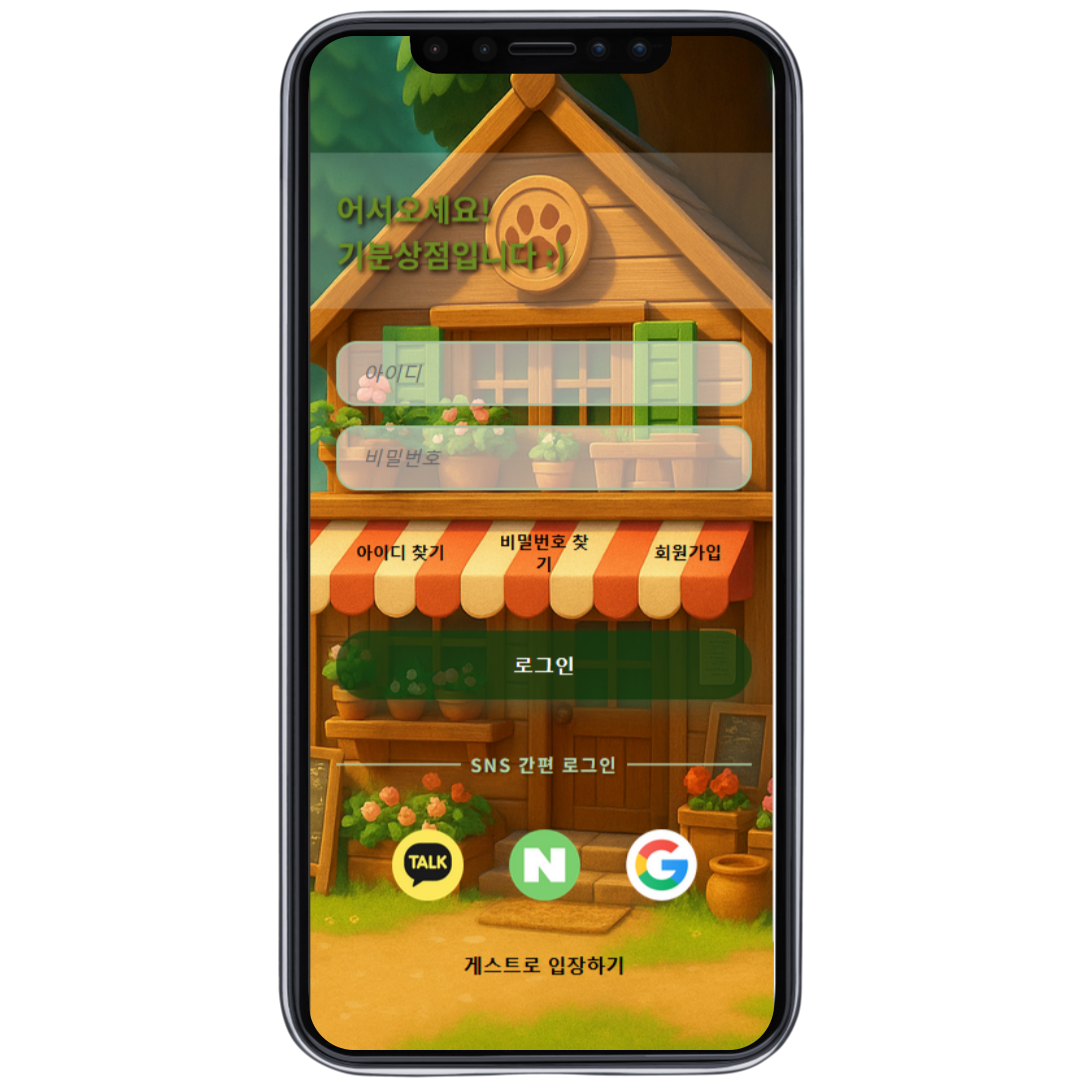 어서오세요!
기분상점입니다 :)
아이디
비밀번호
아이디 찾기
비밀번호 찾
기
회원가입
로그인
SNS 간편 로그인
TALK
N
G
게스트로 입장하기